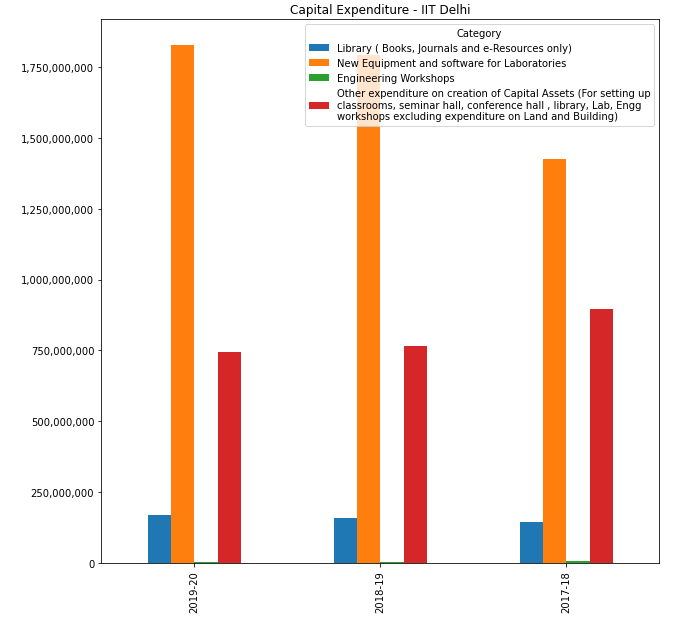 Capital Expenditure - IIT Delhi
Category
Library ( Books, Journals and e-Resources only)
New Equipment and software for Laboratories
Engineering Workshops
Other expenditure on creation of Capital Assets (For setting up
classrooms, seminar hall, conference hall , library, Lab, Engg
workshops excluding expenditure on Land and Building)
1,750,000,000
1,500,000,000
1,250,000,000
1,000,000,000
750,000,000
500,000,000
250,000,000
0
2019-20
2018-19
2017-18